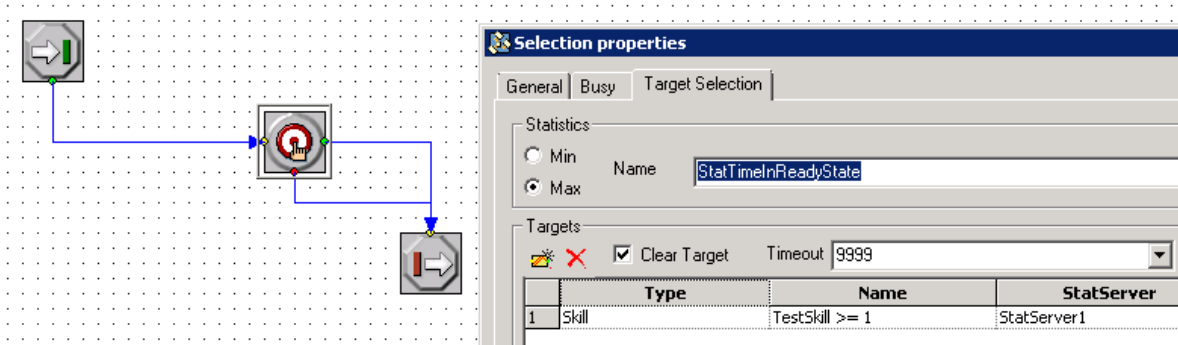 Selection properties
General Busy Target Selection
Statistics
Min
Name StatTimeInReadyState
Max
Targets
Clear Target Timeout 9999
Type Name StatServer
1 Skill TestSkill >= 1 StatServer1